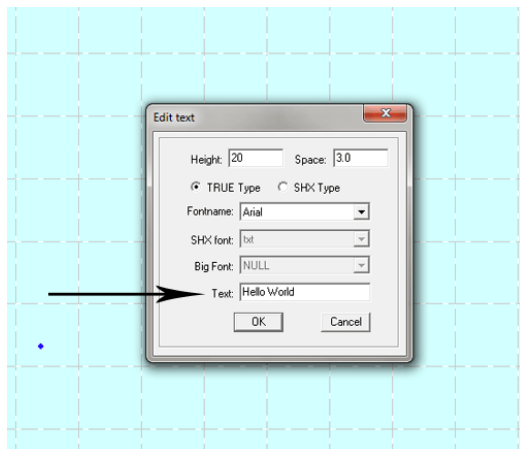 Edit text
Height: 20 Space: 3.0
TRUE Type SHX Type
Fontname: Arial
SHX font: txt
Big Font: NULL
Text: Hello World
OK Cancel